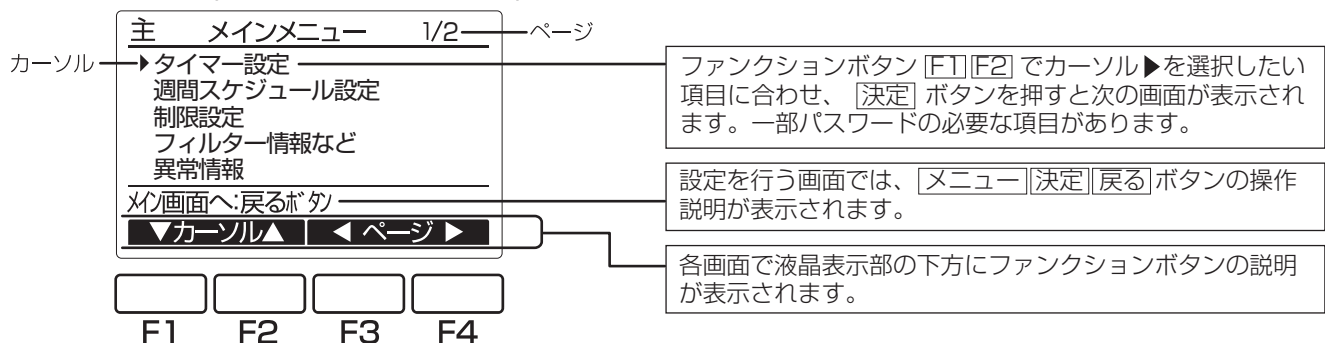 主 メインメニュー 1/2
ページ
カーソル
▶タイマー設定
週間スケジュール設定
制限設定
フィルター情報など
異常情報
メイン画面へ:戻るボタン
▼カーソル▲ ◀ ページ ▶
F1 F2 F3 F4
ファンクションボタン F1 F2 でカーソル▶を選択したい
項目に合わせ、 決定 ボタンを押すと次の画面が表示され
ます。一部パスワードの必要な項目があります。
設定を行う画面では、 メニュー 決定 戻る ボタンの操作
説明が表示されます。
各画面で液晶表示部の下方にファンクションボタンの説明
が表示されます。